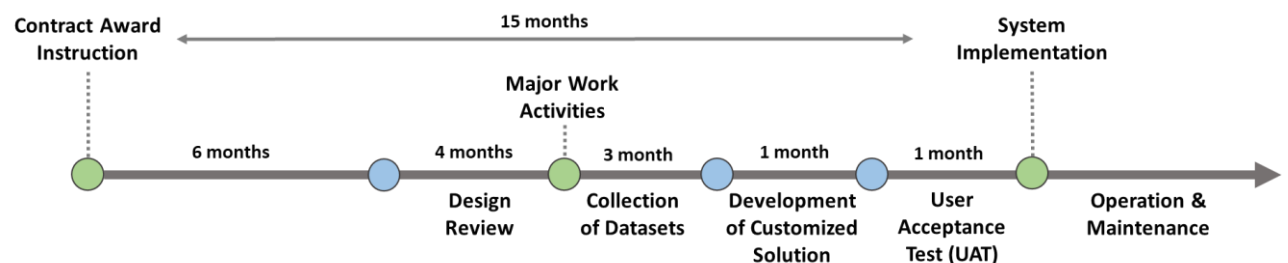 15 months
Contract Award
Instruction
System
Implementation
Major Work
Activities
6 months
4 months
3 month
1 month
1 month
Design
Review
Collection
of Datasets
Development
of Customized
Solution
User
Acceptance
Test (UAT)
Operation &
Maintenance